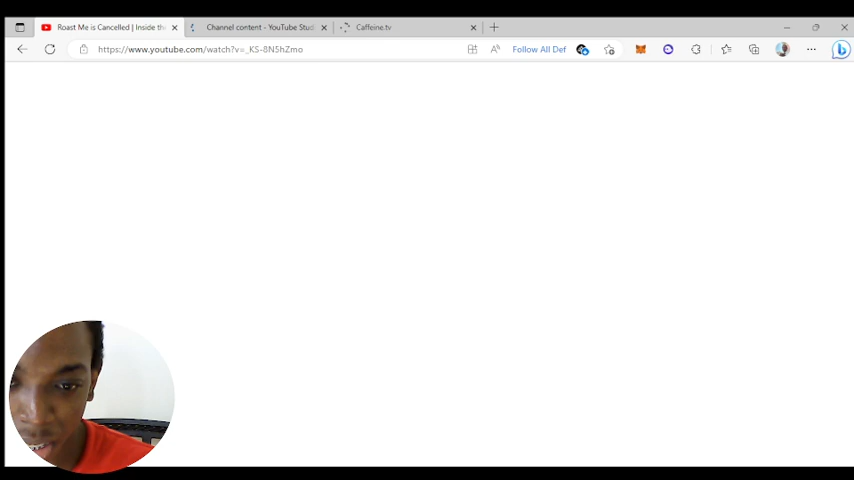 Roast Me is Cancelled | Inside th
Channel content - YouTube Stud
Caffeine.tv
https://www.youtube.com/watch?v=_KS-8N5hZmo
Follow All Def